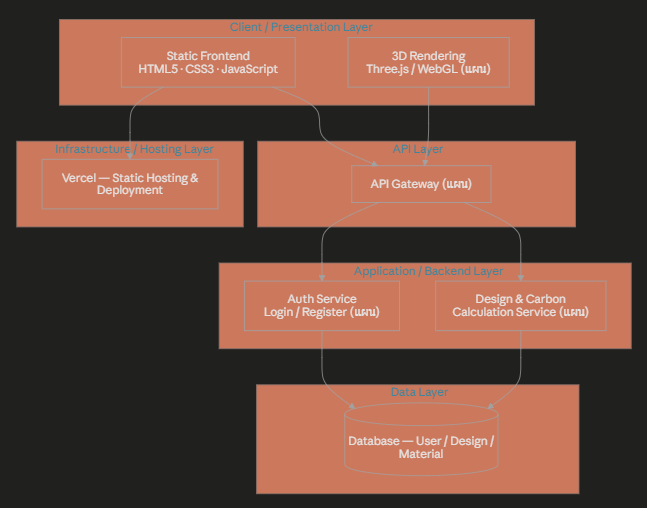 Client / Presentation Layer
Static Frontend
HTML5 · CSS3 · JavaScript
3D Rendering
Three.js / WebGL (แผน)
Infrastructure / Hosting Layer
Vercel — Static Hosting &
Deployment
API Layer
API Gateway (แผน)
Application / Backend Layer
Auth Service
Login / Register (แผน)
Design & Carbon
Calculation Service (แผน)
Data Layer
Database — User / Design /
Material